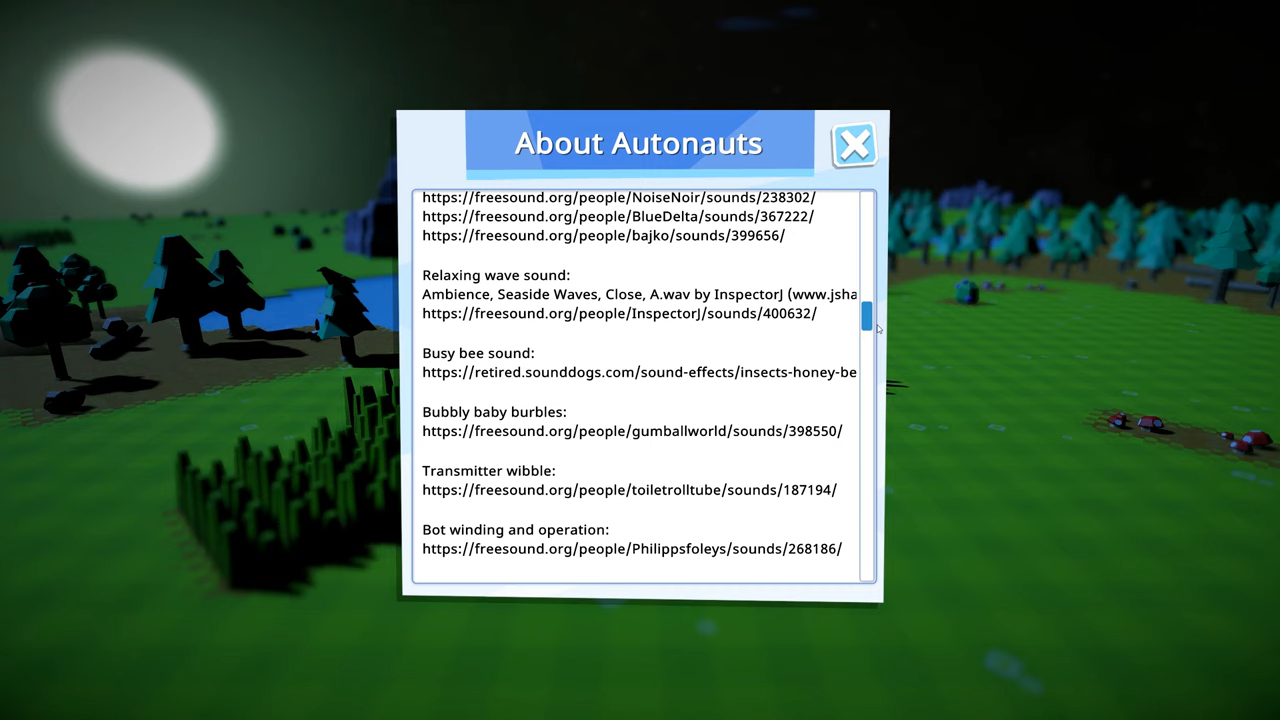 About Autonauts
https://freesound.org/people/NoiseNoir/sounds/238302/
https://freesound.org/people/BlueDelta/sounds/367222/
https://freesound.org/people/bajko/sounds/399656/
Relaxing wave sound:
Ambience, Seaside Waves, Close, A.wav by InspectorJ (www.jsha
https://freesound.org/people/InspectorJ/sounds/400632/
Busy bee sound:
https://retired.sounddogs.com/sound-effects/insects-honey-be
Bubbly baby burbles:
https://freesound.org/people/gumballworld/sounds/398550/
Transmitter wibble:
https://freesound.org/people/toiletrolltube/sounds/187194/
Bot winding and operation:
https://freesound.org/people/Philippsfoleys/sounds/268186/